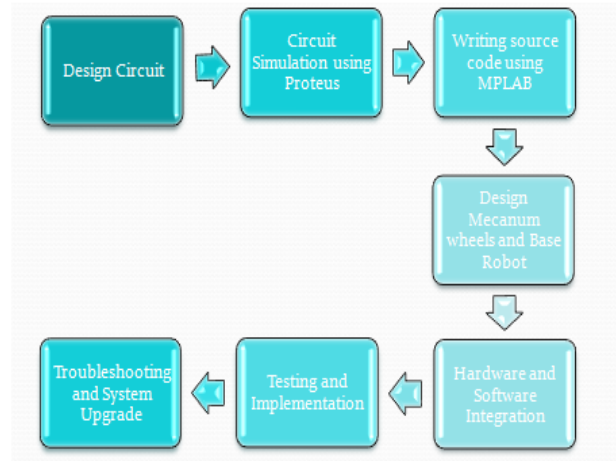 Design Circuit
Circuit
Simulation using
Proteus
Writing source
code using
MPLAB
Design
Mecanum
wheels and Base
Robot
Hardware and
Software
Integration
Testing and
Implementation
Troubleshooting
and System
Upgrade